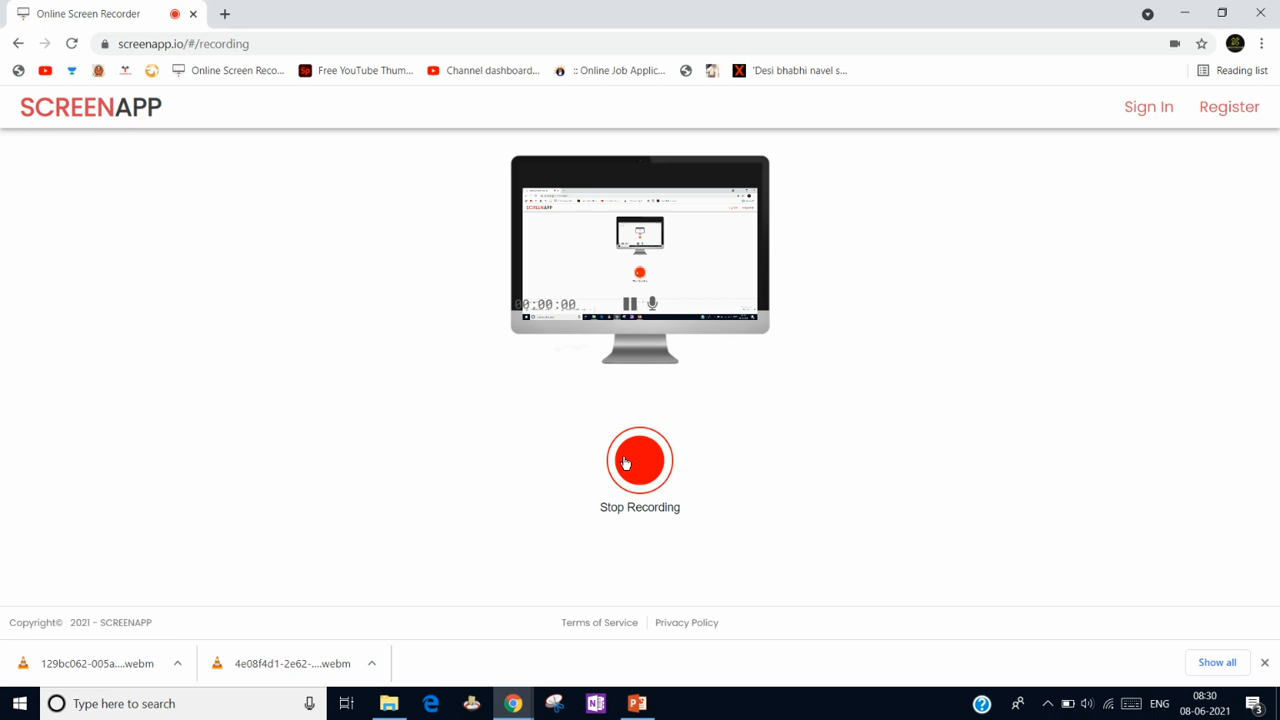 Online Screen Recorder
screenapp.io/#/recording
Online Screen Reco...
Free YouTube Thum...
Channel dashboard...
:: Online Job Applic...
'Desi bhabhi navel s...
Reading list
SCREENAPP
Sign In
Register
SCREENAPP
00:00:00
Stop Recording
Copyright© 2021 - SCREENAPP
Terms of Service
Privacy Policy
129bc062-005a....webm
4e08f4d1-2e62-....webm
Show all
Type here to search
ENG
08:30
08-06-2021
3